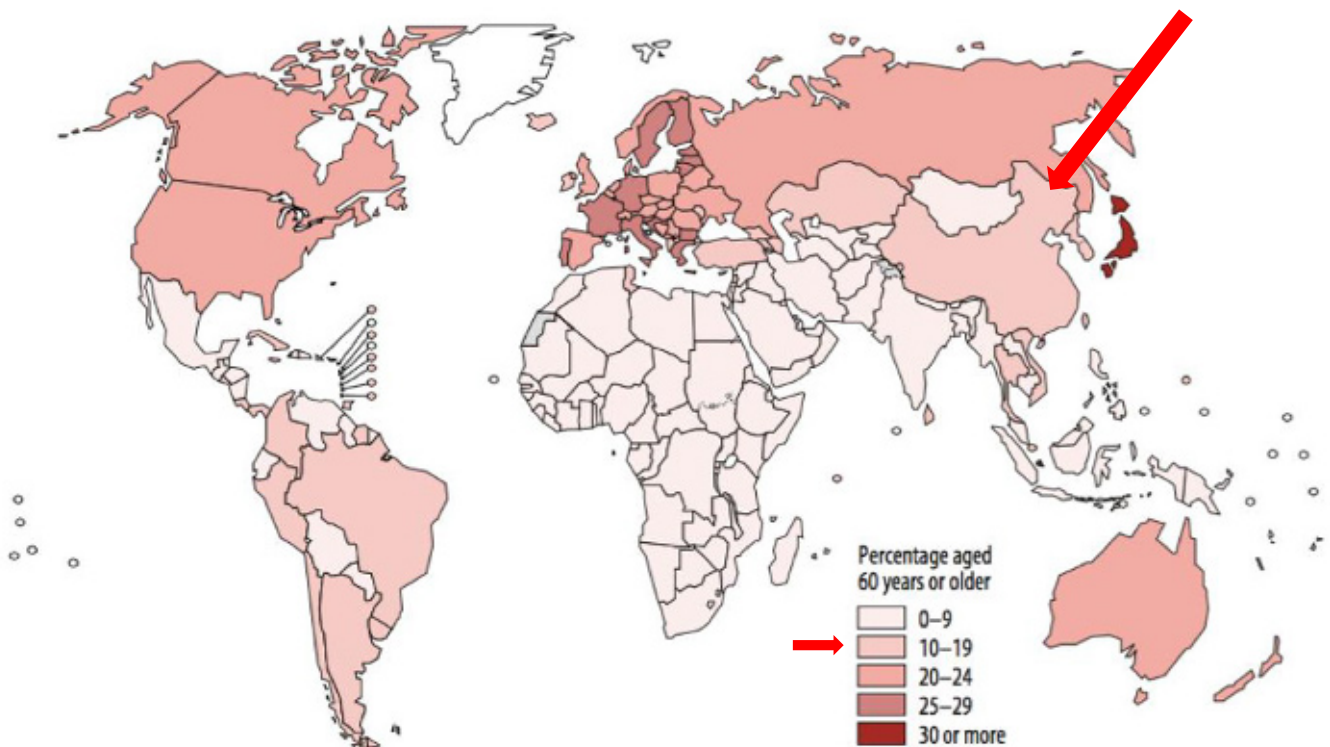 Percentage aged
60 years or older
0–9
10–19
20–24
25–29
30 or more